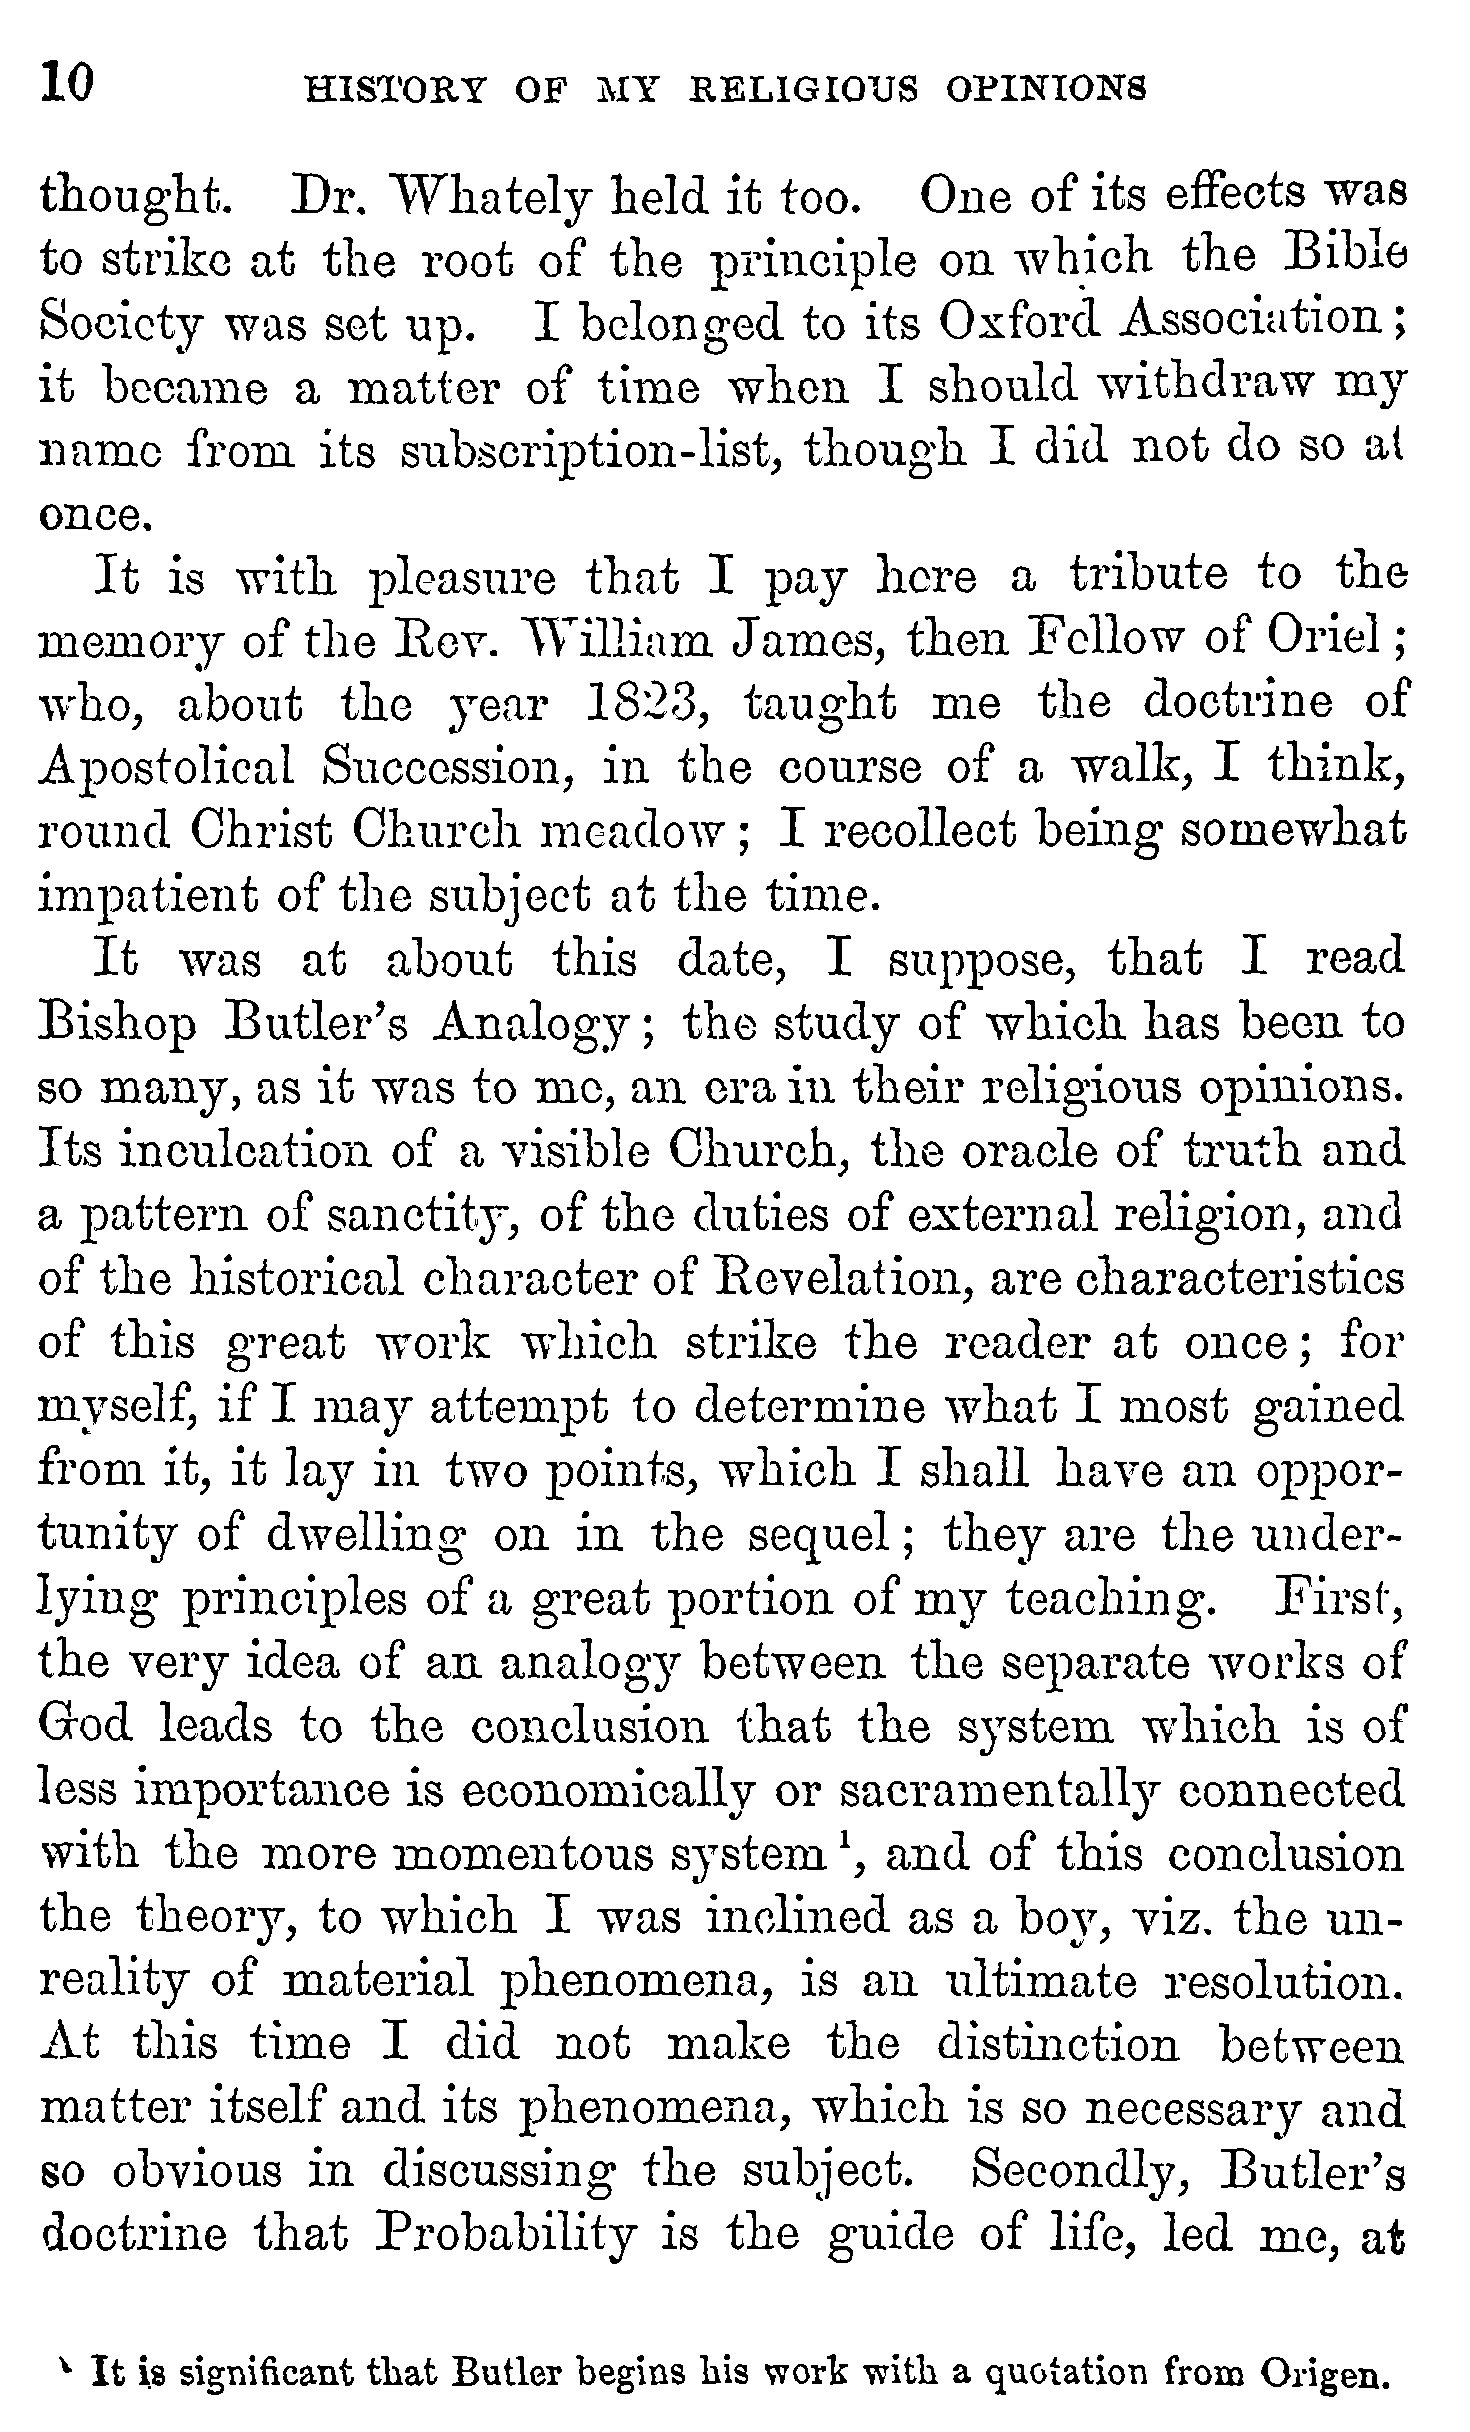 10 HISTORY OF MY RELIGIOUS OPINIONS
thought. Dr. Whately held it too. One of its effects was
to strike at the root of the principle on which the Bible
Society was set up. I belonged to its Oxford Association;
it became a matter of time when I should withdraw my
name from its subscription-list, though I did not do so at
once.
It is with pleasure that I pay here a tribute to the
memory of the Rev. William James, then Fellow of Oriel;
who, about the year 1823, taught me the doctrine of
Apostolical Succession, in the course of a walk, I think,
round Christ Church meadow; I recollect being somewhat
impatient of the subject at the time.
It was at about this date, I suppose, that I read
Bishop Butler's Analogy; the study of which has been to
so many, as it was to me, an era in their religious opinions.
Its inculcation of a visible Church, the oracle of truth and
a pattern of sanctity, of the duties of external religion, and
of the historical character of Revelation, are characteristics
of this great work which strike the reader at once; for
myself, if I may attempt to determine what I most gained
from it, it lay in two points, which I shall have an oppor-
tunity of dwelling on in the sequel; they are the under-
lying principles of a great portion of my teaching. First,
the very idea of an analogy between the separate works of
God leads to the conclusion that the system which is of
less importance is economically or sacramentally connected
with the more momentous system¹, and of this conclusion
the theory, to which I was inclined as a boy, viz. the un-
reality of material phenomena, is an ultimate resolution.
At this time I did not make the distinction between
matter itself and its phenomena, which is so necessary and
so obvious in discussing the subject. Secondly, Butler's
doctrine that Probability is the guide of life, led me, at
¹ It is significant that Butler begins his work with a quotation from Origen.